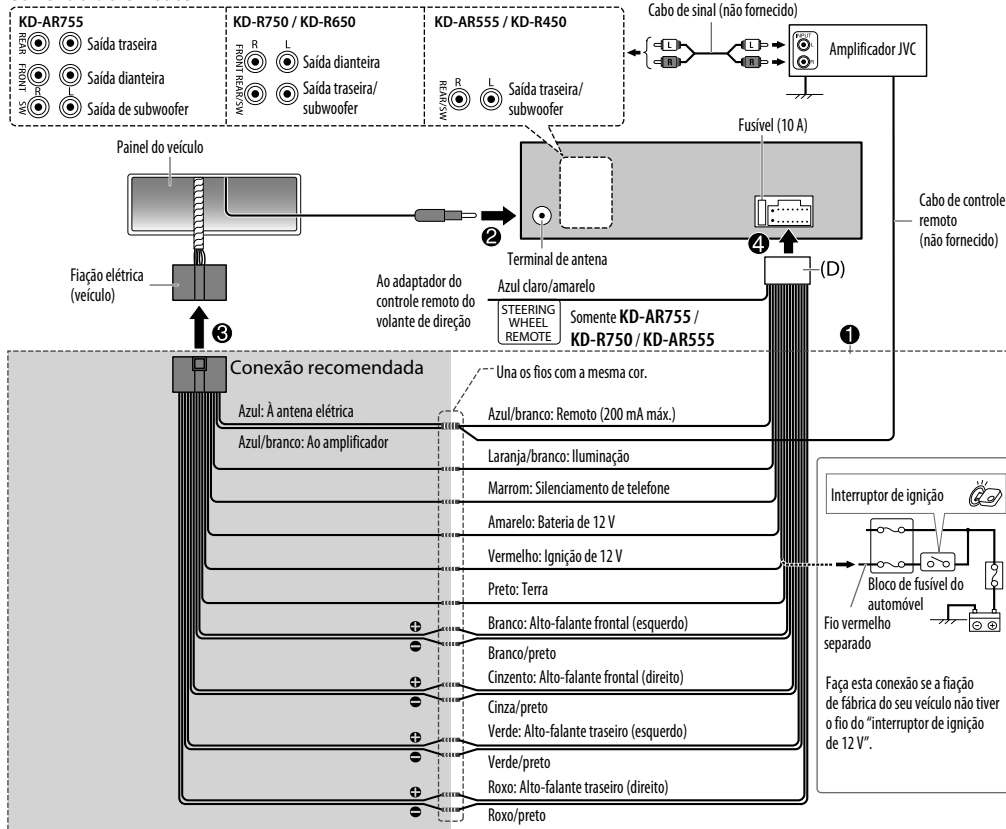 KD-AR755
REAR
Saída traseira
FRONT
Saída dianteira
R L
SW
Saída de subwoofer
KD-R750 / KD-R650
R L
FRONT
Saída dianteira
REAR/SW
Saída traseira/
subwoofer
KD-AR555 / KD-R450
R L
REAR/SW
Saída traseira/
subwoofer
Cabo de sinal (não fornecido)
L L
R R
INPUT
L
R
Amplificador JVC
Fusível (10 A)
Painel do veículo
Cabo de controle
remoto
(não fornecido)
2
4
Terminal de antena
(D)
Fiação elétrica
(veículo)
Ao adaptador do
controle remoto do
volante de direção
Azul claro/amarelo
STEERING
WHEEL
REMOTE
Somente KD-AR755 /
KD-R750 / KD-AR555
3
1
Conexão recomendada
Una os fios com a mesma cor.
Azul: À antena elétrica
Azul/branco: Remoto (200 mA máx.)
Azul/branco: Ao amplificador
Laranja/branco: Iluminação
Marrom: Silenciamento de telefone
Amarelo: Bateria de 12 V
Vermelho: Ignição de 12 V
Preto: Terra
Branco: Alto-falante frontal (esquerdo)
Branco/preto
Cinzento: Alto-falante frontal (direito)
Cinza/preto
Verde: Alto-falante traseiro (esquerdo)
Verde/preto
Roxo: Alto-falante traseiro (direito)
Roxo/preto
Interruptor de ignição
Bloco de fusível do
automóvel
Fio vermelho
separado
Faça esta conexão se a fiação
de fábrica do seu veículo não tiver
o fio do “interruptor de ignição
de 12 V”.